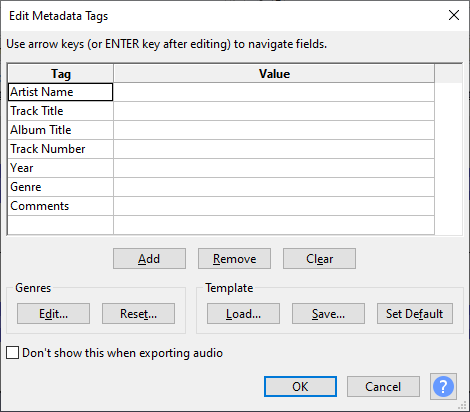 Edit Metadata Tags
Use arrow keys (or ENTER key after editing) to navigate fields.
Tag Value
Artist Name
Track Title
Album Title
Track Number
Year
Genre
Comments
Add Remove Clear
Genres Template
Edit... Reset... Load... Save... Set Default
Don't show this when exporting audio
OK Cancel ?